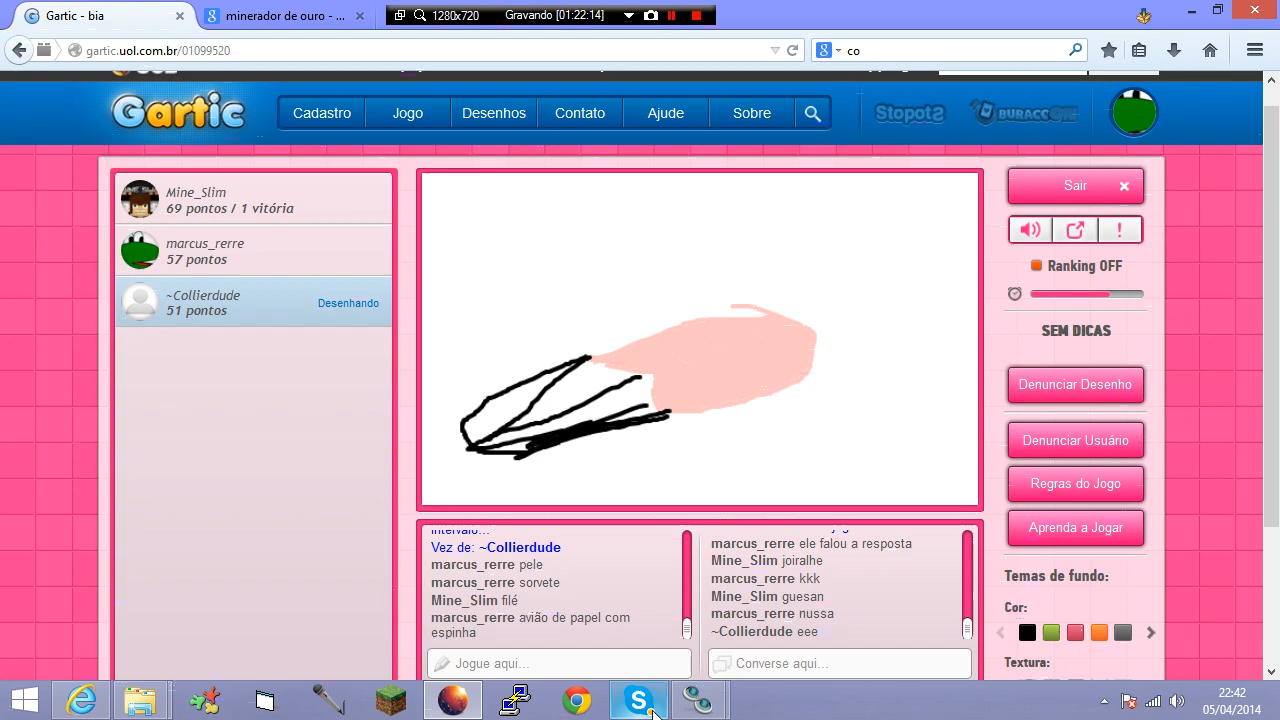 Gartic - bia
minerador de ouro - ...
1280x720
Gravando [01:22:14]
gartic.uol.com.br/01099520
co
Gartic
Cadastro
Jogo
Desenhos
Contato
Ajude
Sobre
StopotS
Sair
Mine_Slim
69 pontos / 1 vitória
marcus_rerre
57 pontos
~Collierdude
51 pontos
Desenhando
Ranking OFF
SEM DICAS
Denunciar Desenho
Denunciar Usuário
Regras do Jogo
Aprenda a Jogar
Temas de fundo:
Cor:
Textura:
intervalo...
Vez de: ~Collierdude
marcus_rerre pele
marcus_rerre sorvete
Mine_Slim filé
marcus_rerre avião de papel com
espinha
Jogue aqui...
marcus_rerre ele falou a resposta
Mine_Slim joiralhe
marcus_rerre kkk
Mine_Slim guesan
marcus_rerre nussa
~Collierdude eee
Converse aqui...
22:42
05/04/2014